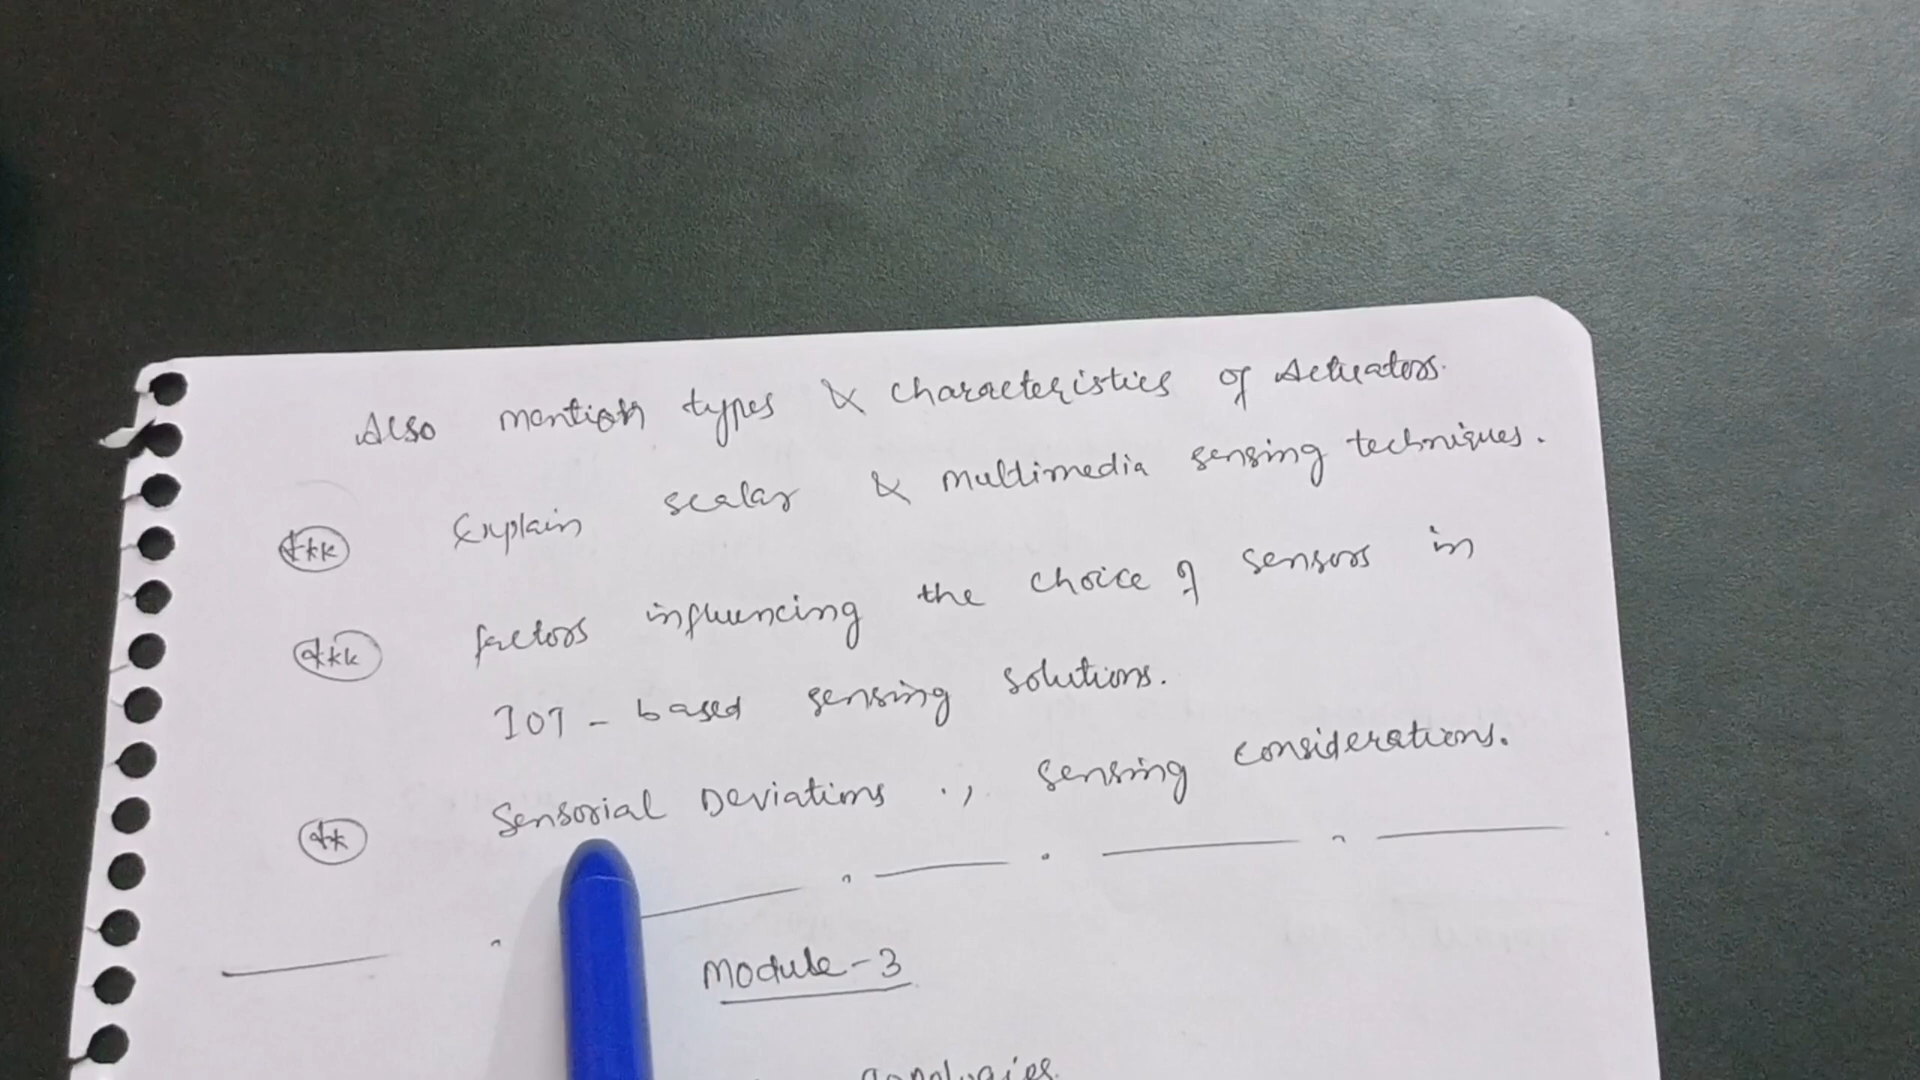 Also mention types & characteristics of Actuators.
*** Explain scalar & multimedia sensing techniques.
*** factors influencing the choice of sensors in
IOT - based sensing solutions.
** Sensorial Deviations ., sensing considerations.
Module-3